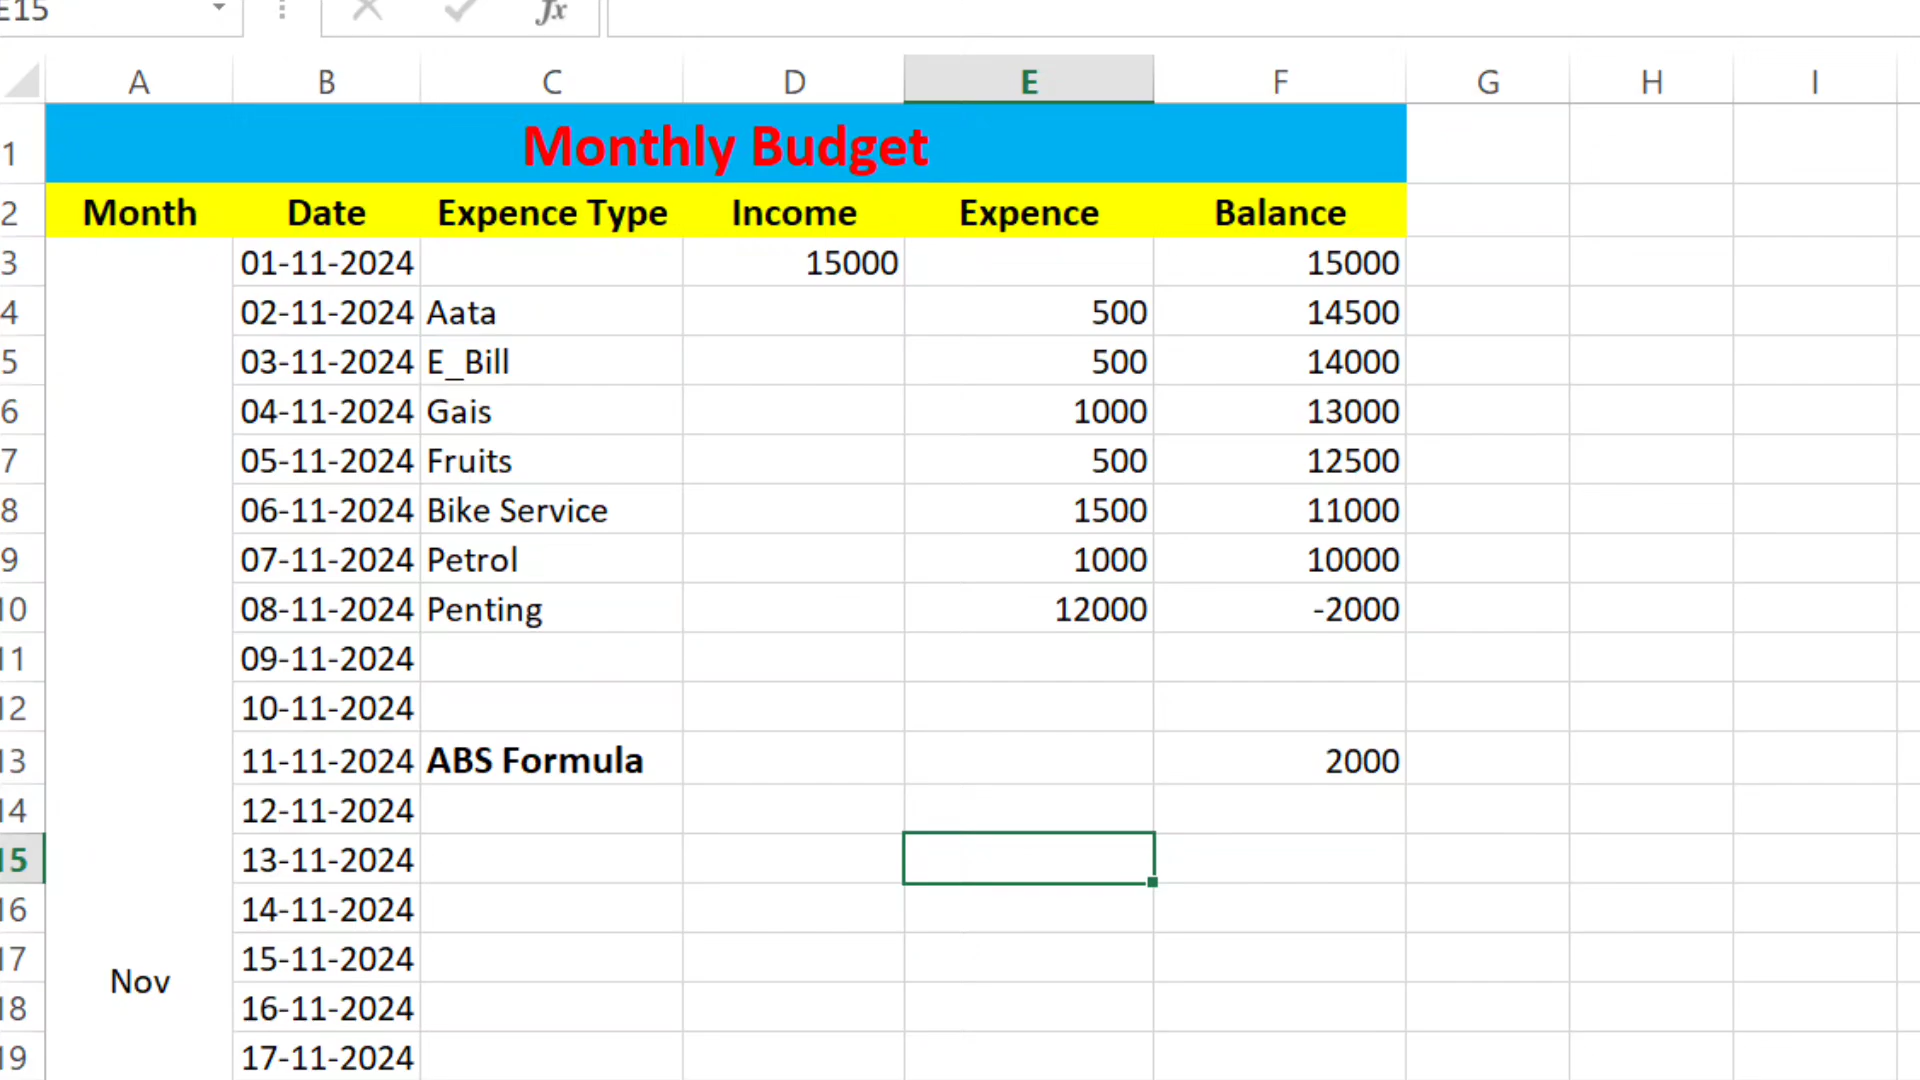 E15
fx
A B C D E F G H I
1 Monthly Budget
2 Month Date Expence Type Income Expence Balance
3 01-11-2024 15000 15000
4 02-11-2024 Aata 500 14500
5 03-11-2024 E_Bill 500 14000
6 04-11-2024 Gais 1000 13000
7 05-11-2024 Fruits 500 12500
8 06-11-2024 Bike Service 1500 11000
9 07-11-2024 Petrol 1000 10000
10 08-11-2024 Penting 12000 -2000
11 09-11-2024
12 10-11-2024
13 11-11-2024 ABS Formula 2000
14 12-11-2024
15 13-11-2024
16 14-11-2024
17 15-11-2024
Nov
18 16-11-2024
19 17-11-2024